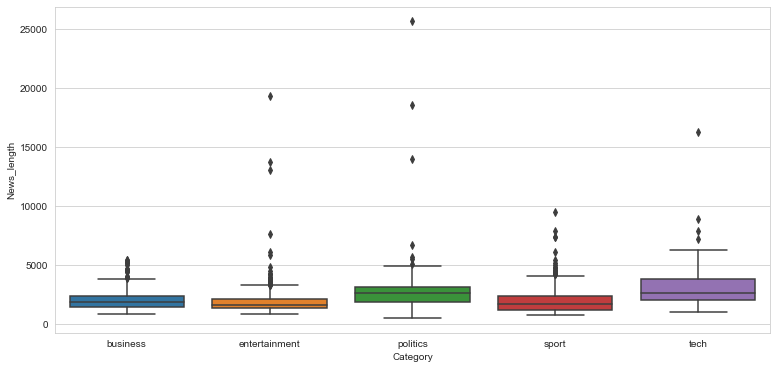 25000
20000
15000
10000
5000
0
News_length
business entertainment politics sport tech
Category